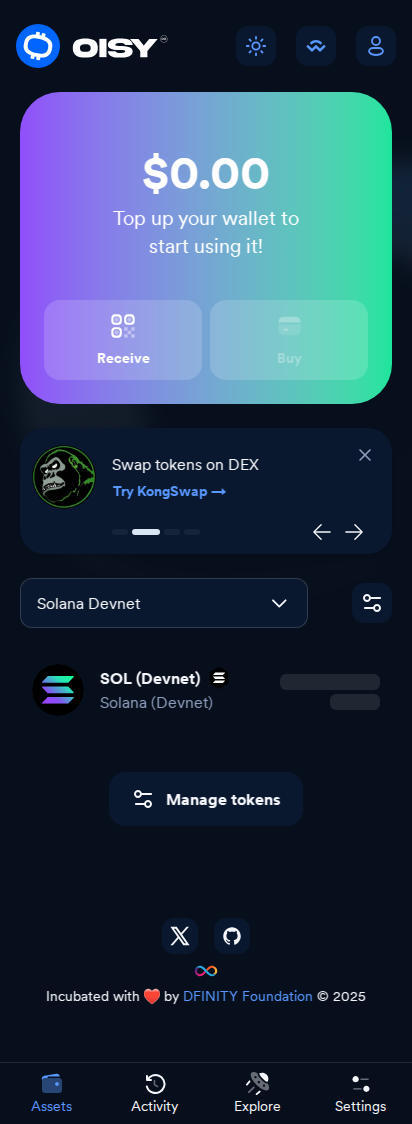 OISY
$0.00
Top up your wallet to
start using it!
Receive
Buy
Swap tokens on DEX
Try KongSwap →
Solana Devnet
SOL (Devnet)
Solana (Devnet)
Manage tokens
Incubated with ❤️ by DFINITY Foundation © 2025
Assets
Activity
Explore
Settings